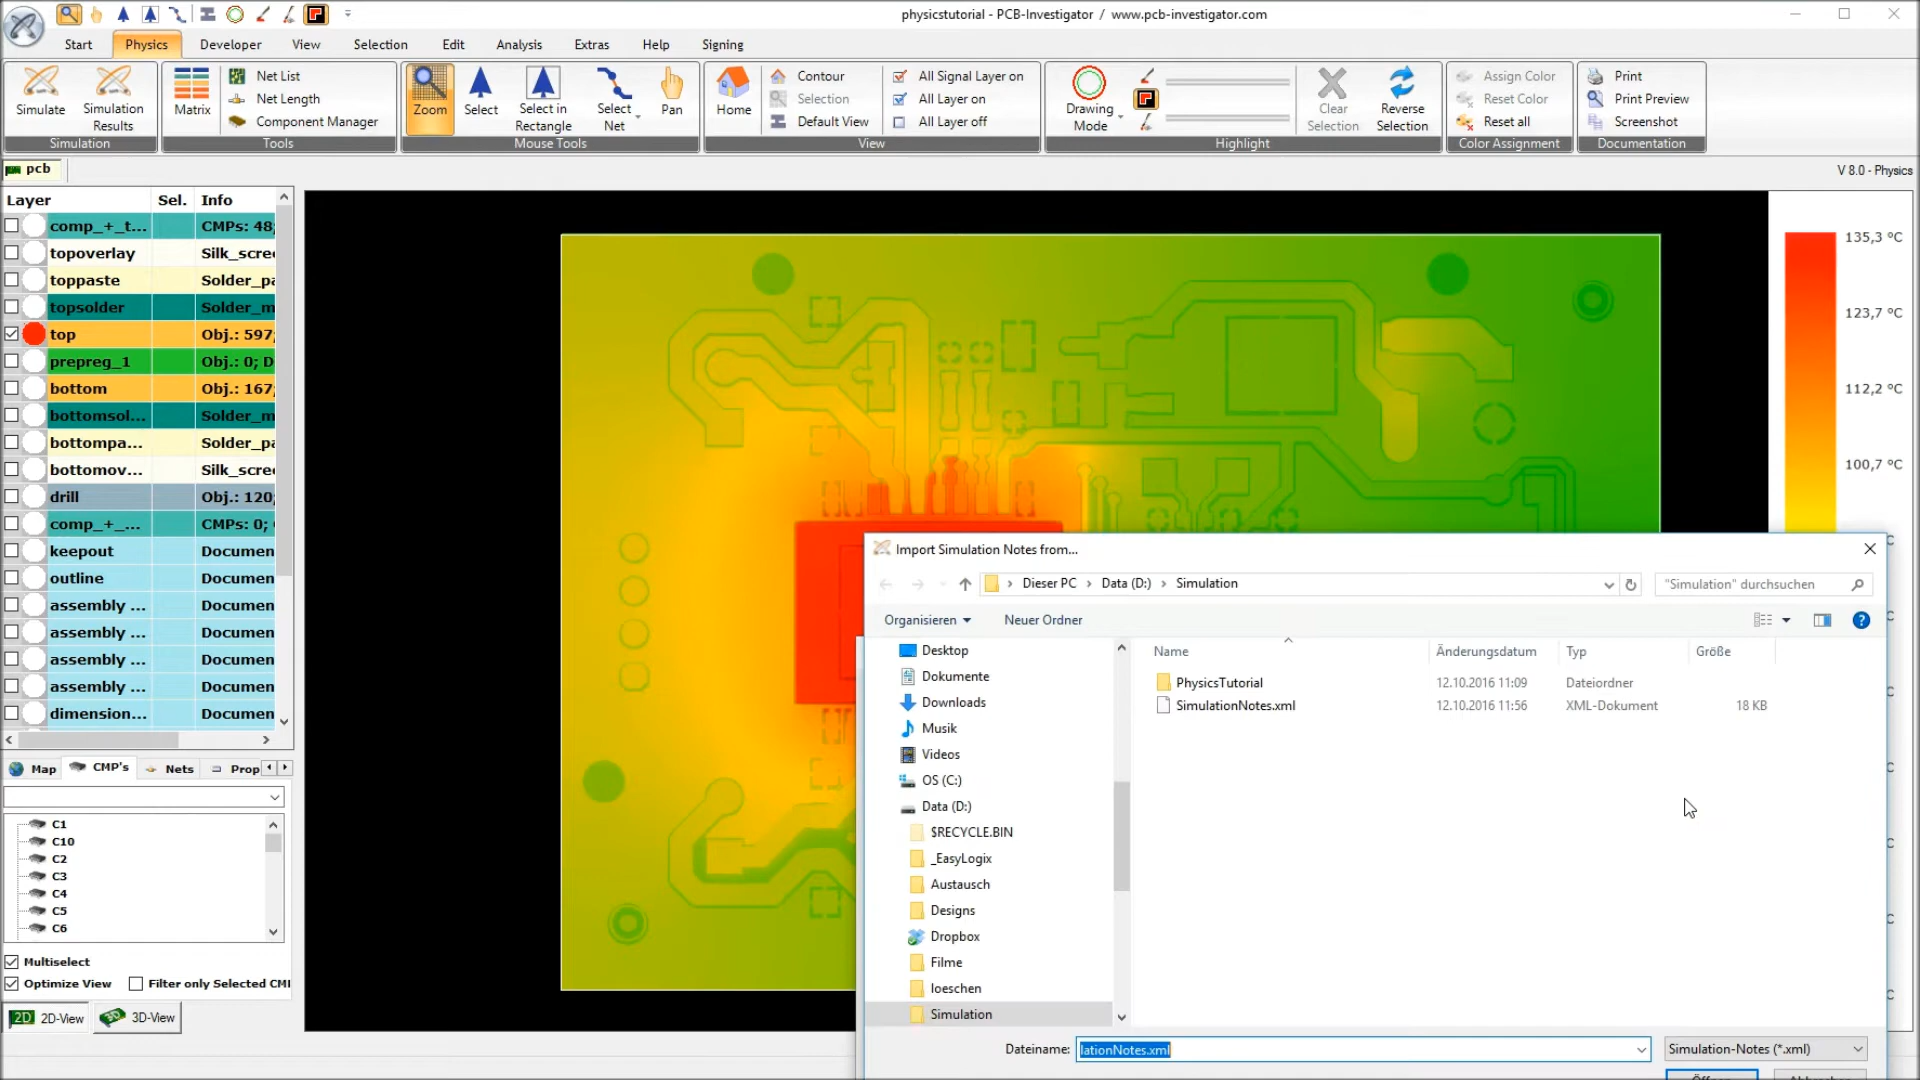 physicstutorial - PCB-Investigator / www.pcb-investigator.com
Start
Physics
Developer
View
Selection
Edit
Analysis
Extras
Help
Signing
Simulate
Simulation Results
Simulation
Matrix
Net List
Net Length
Component Manager
Tools
Zoom
Select
Select in Rectangle
Select Net
Pan
Mouse Tools
Home
Contour
Selection
Default View
All Signal Layer on
All Layer on
All Layer off
View
Drawing Mode
Clear Selection
Reverse Selection
Highlight
Assign Color
Reset Color
Reset all
Color Assignment
Print
Print Preview
Screenshot
Documentation
pcb
V 8.0 - Physics
Layer Sel. Info
comp_+_t... CMPs: 48;
topoverlay Silk_scree
toppaste Solder_pa
topsolder Solder_m
top Obj.: 597;
prepreg_1 Obj.: 0; D
bottom Obj.: 167;
bottomsol... Solder_m
bottompa... Solder_pa
bottomov... Silk_scree
drill Obj.: 120;
comp_+_... CMPs: 0;
keepout Documen
outline Documen
assembly ... Documen
assembly ... Documen
assembly ... Documen
assembly ... Documen
dimension... Documen
Map
CMP's
Nets
Prop
C1
C10
C2
C3
C4
C5
C6
Multiselect
Optimize View
Filter only Selected CMI
2D 2D-View
3D-View
135,3 °C
123,7 °C
112,2 °C
100,7 °C
Import Simulation Notes from...
Dieser PC
Data (D:)
Simulation
"Simulation" durchsuchen
Organisieren
Neuer Ordner
Desktop
Dokumente
Downloads
Musik
Videos
OS (C:)
Data (D:)
$RECYCLE.BIN
_EasyLogix
Austausch
Designs
Dropbox
Filme
loeschen
Simulation
Name Änderungsdatum Typ Größe
PhysicsTutorial 12.10.2016 11:09 Dateiordner
SimulationNotes.xml 12.10.2016 11:56 XML-Dokument 18 KB
Dateiname:
lationNotes.xml
Simulation-Notes (*.xml)